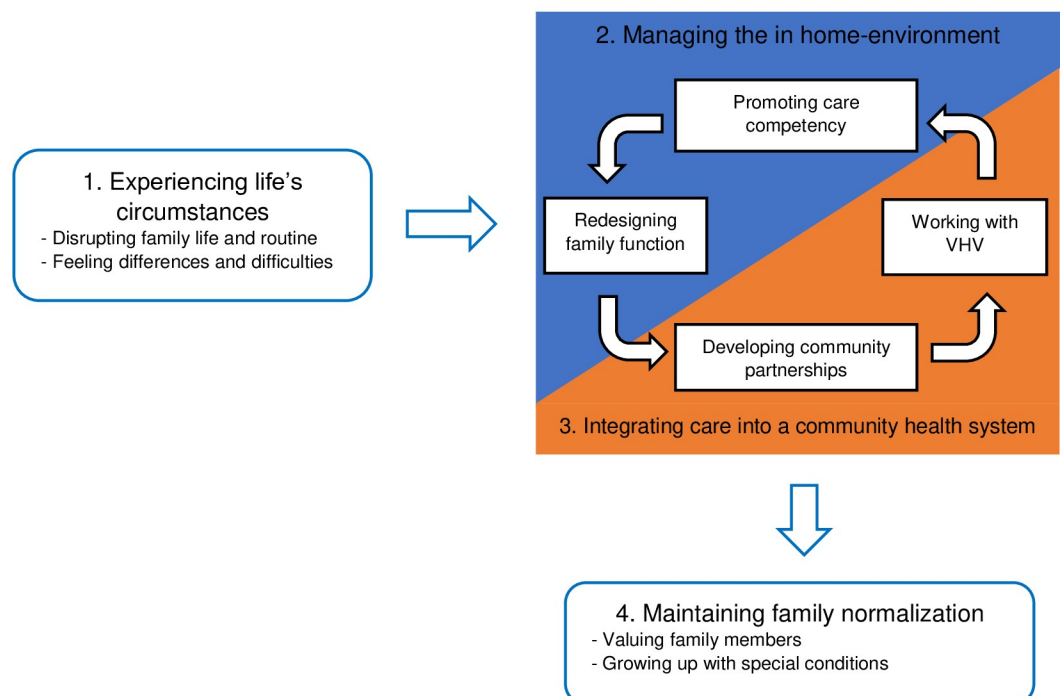 2. Managing the in home-environment
Promoting care
competency
1. Experiencing life's
circumstances
- Disrupting family life and routine
- Feeling differences and difficulties
Redesigning
family function
Working with
VHV
Developing community
partnerships
3. Integrating care into a community health system
4. Maintaining family normalization
- Valuing family members
- Growing up with special conditions